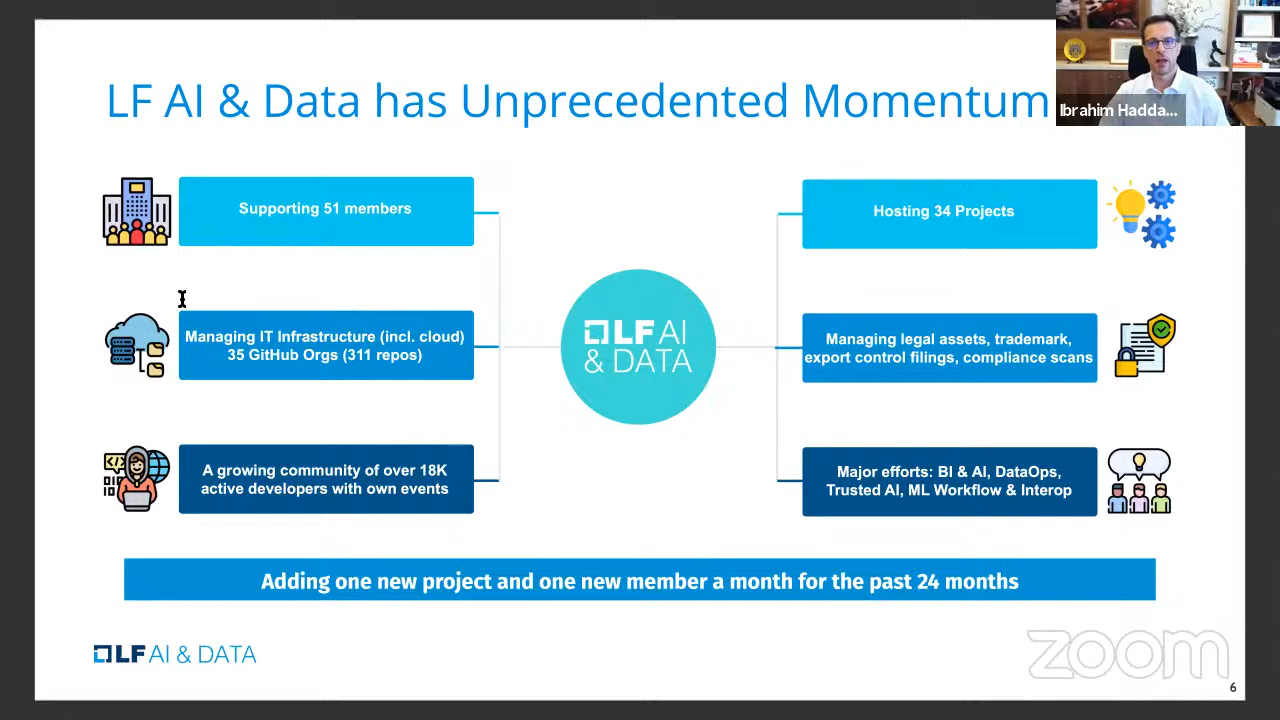 LF AI & Data has Unprecedented Momentum
Ibrahim Hadda...
Supporting 51 members
Hosting 34 Projects
Managing IT Infrastructure (incl. cloud)
35 GitHub Orgs (311 repos)
LF AI
& DATA
Managing legal assets, trademark,
export control filings, compliance scans
A growing community of over 18K
active developers with own events
Major efforts: BI & AI, DataOps,
Trusted AI, ML Workflow & Interop
Adding one new project and one new member a month for the past 24 months
LF AI & DATA
zoom
6